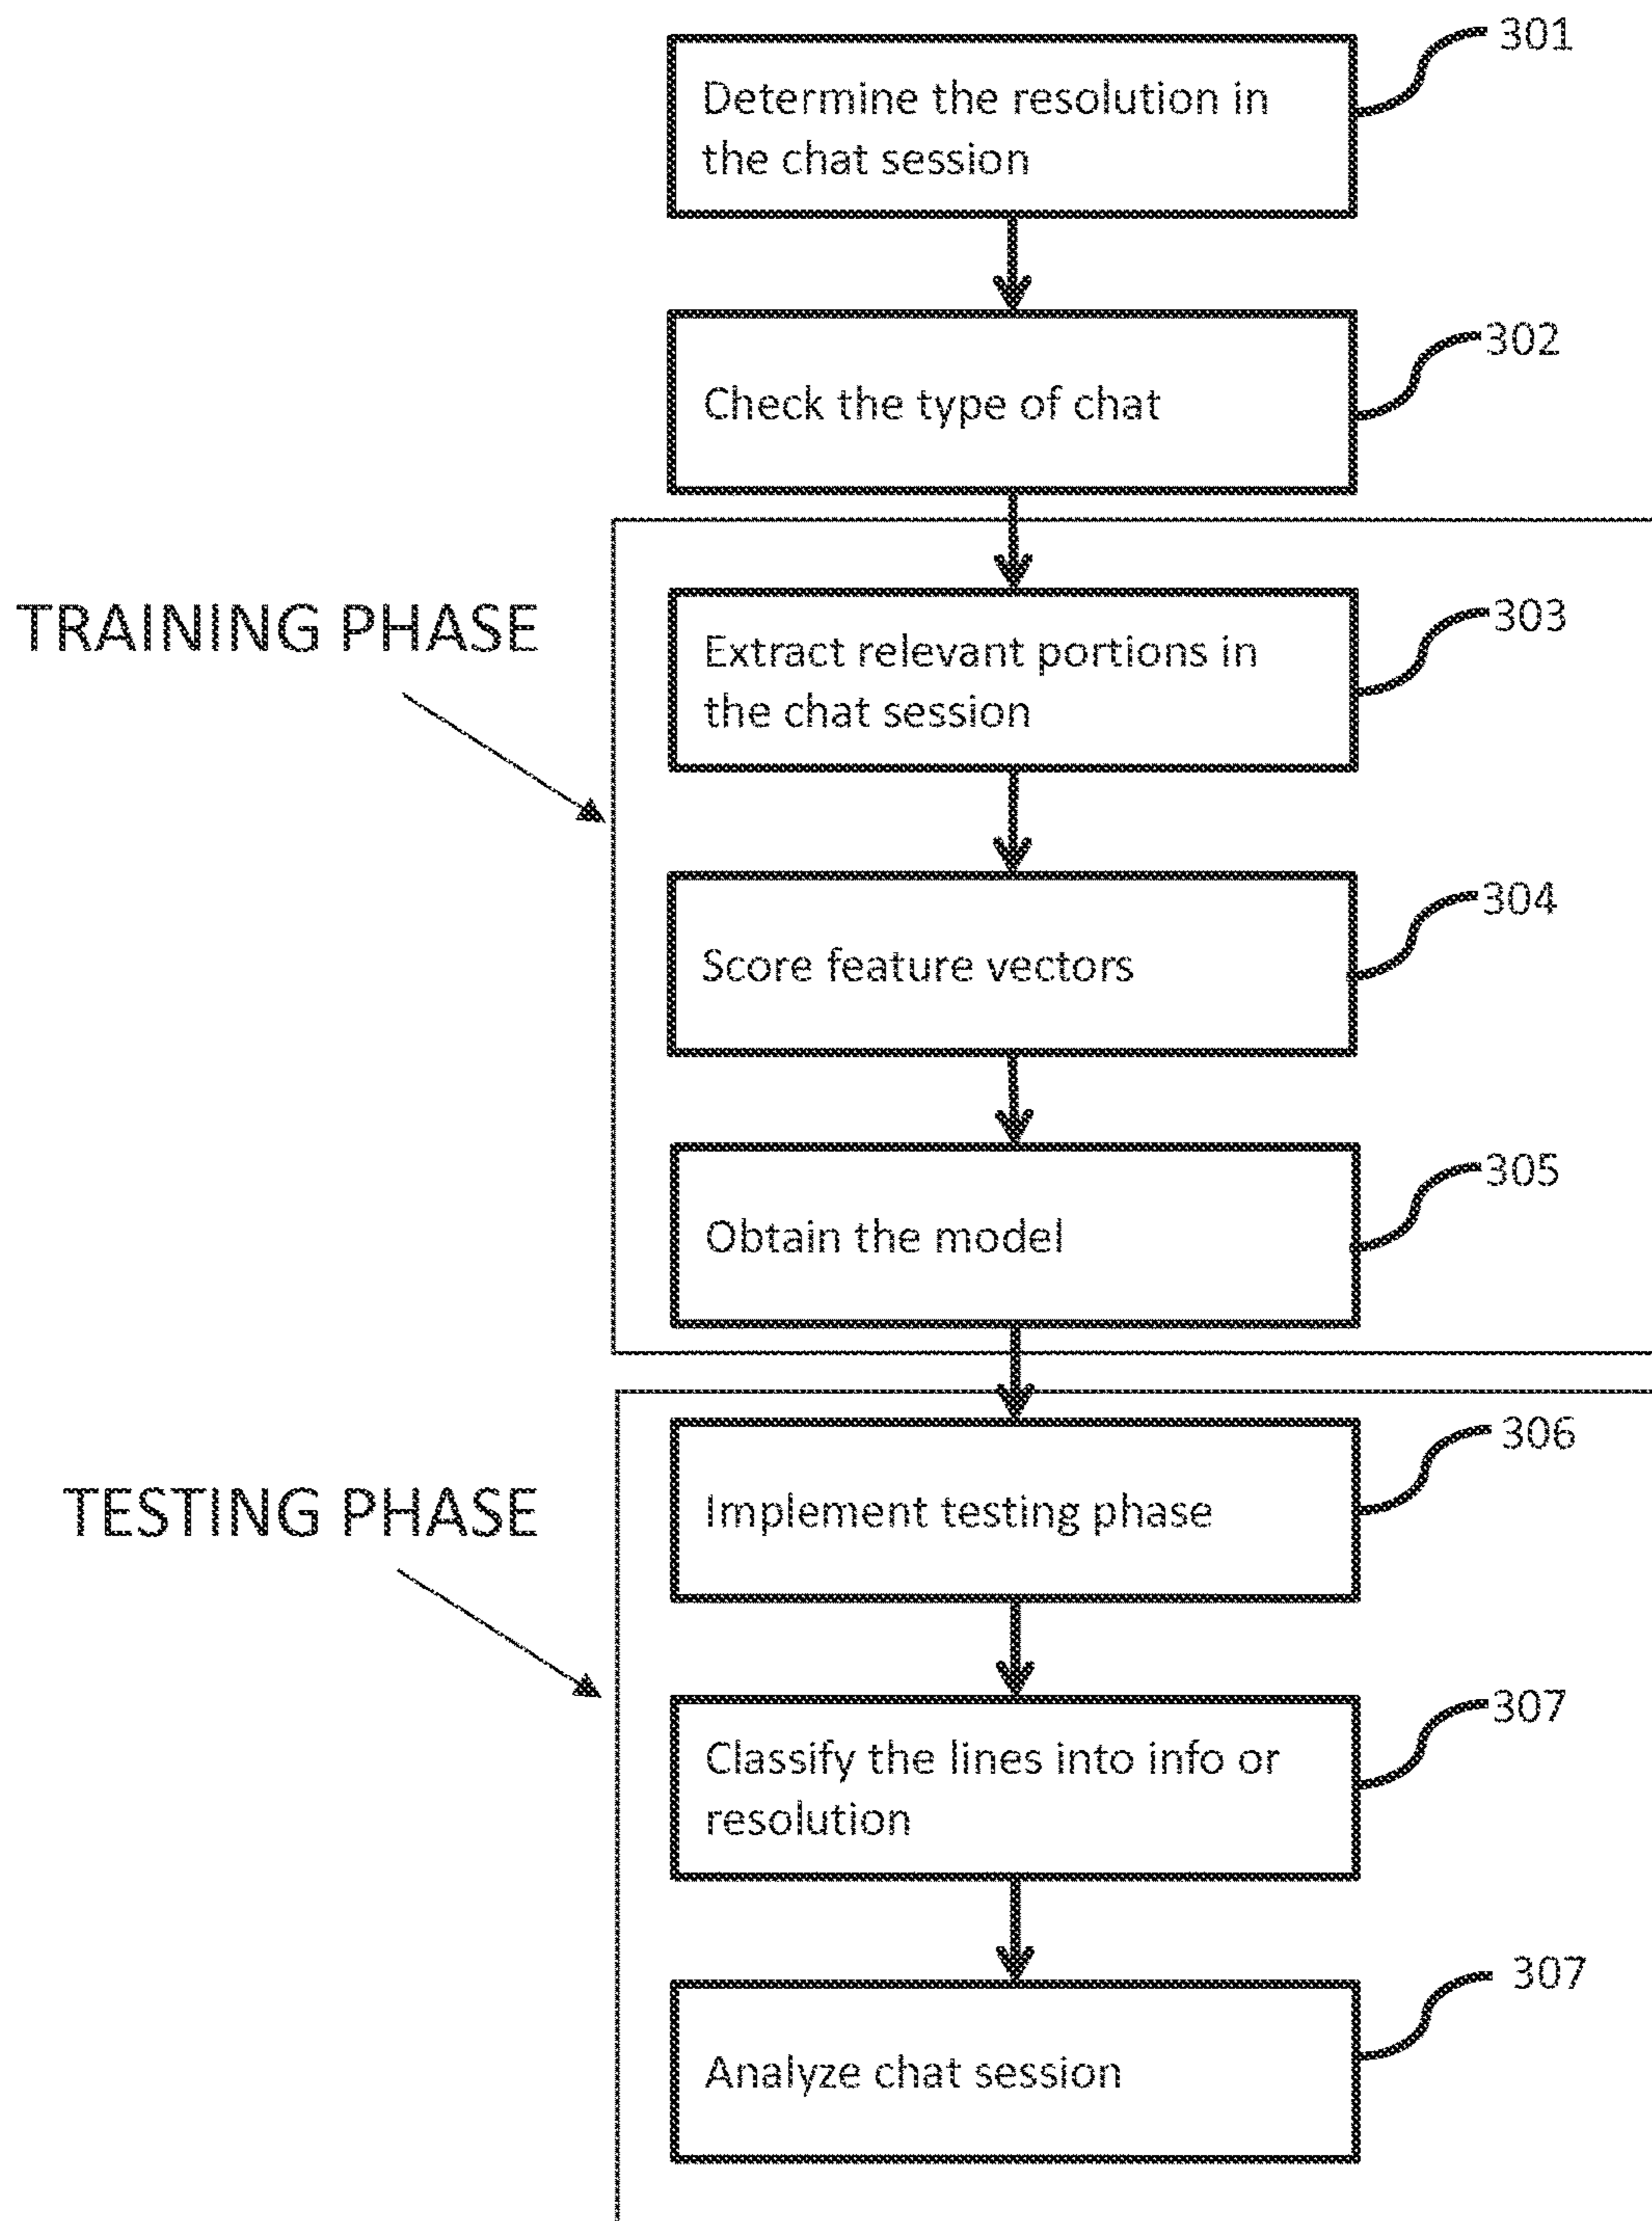 301
Determine the resolution in
the chat session
302
Check the type of chat
TRAINING PHASE
303
Extract relevant portions in
the chat session
304
Score feature vectors
305
Obtain the model
306
TESTING PHASE
Implement testing phase
307
Classify the lines into info or
resolution
307
Analyze chat session